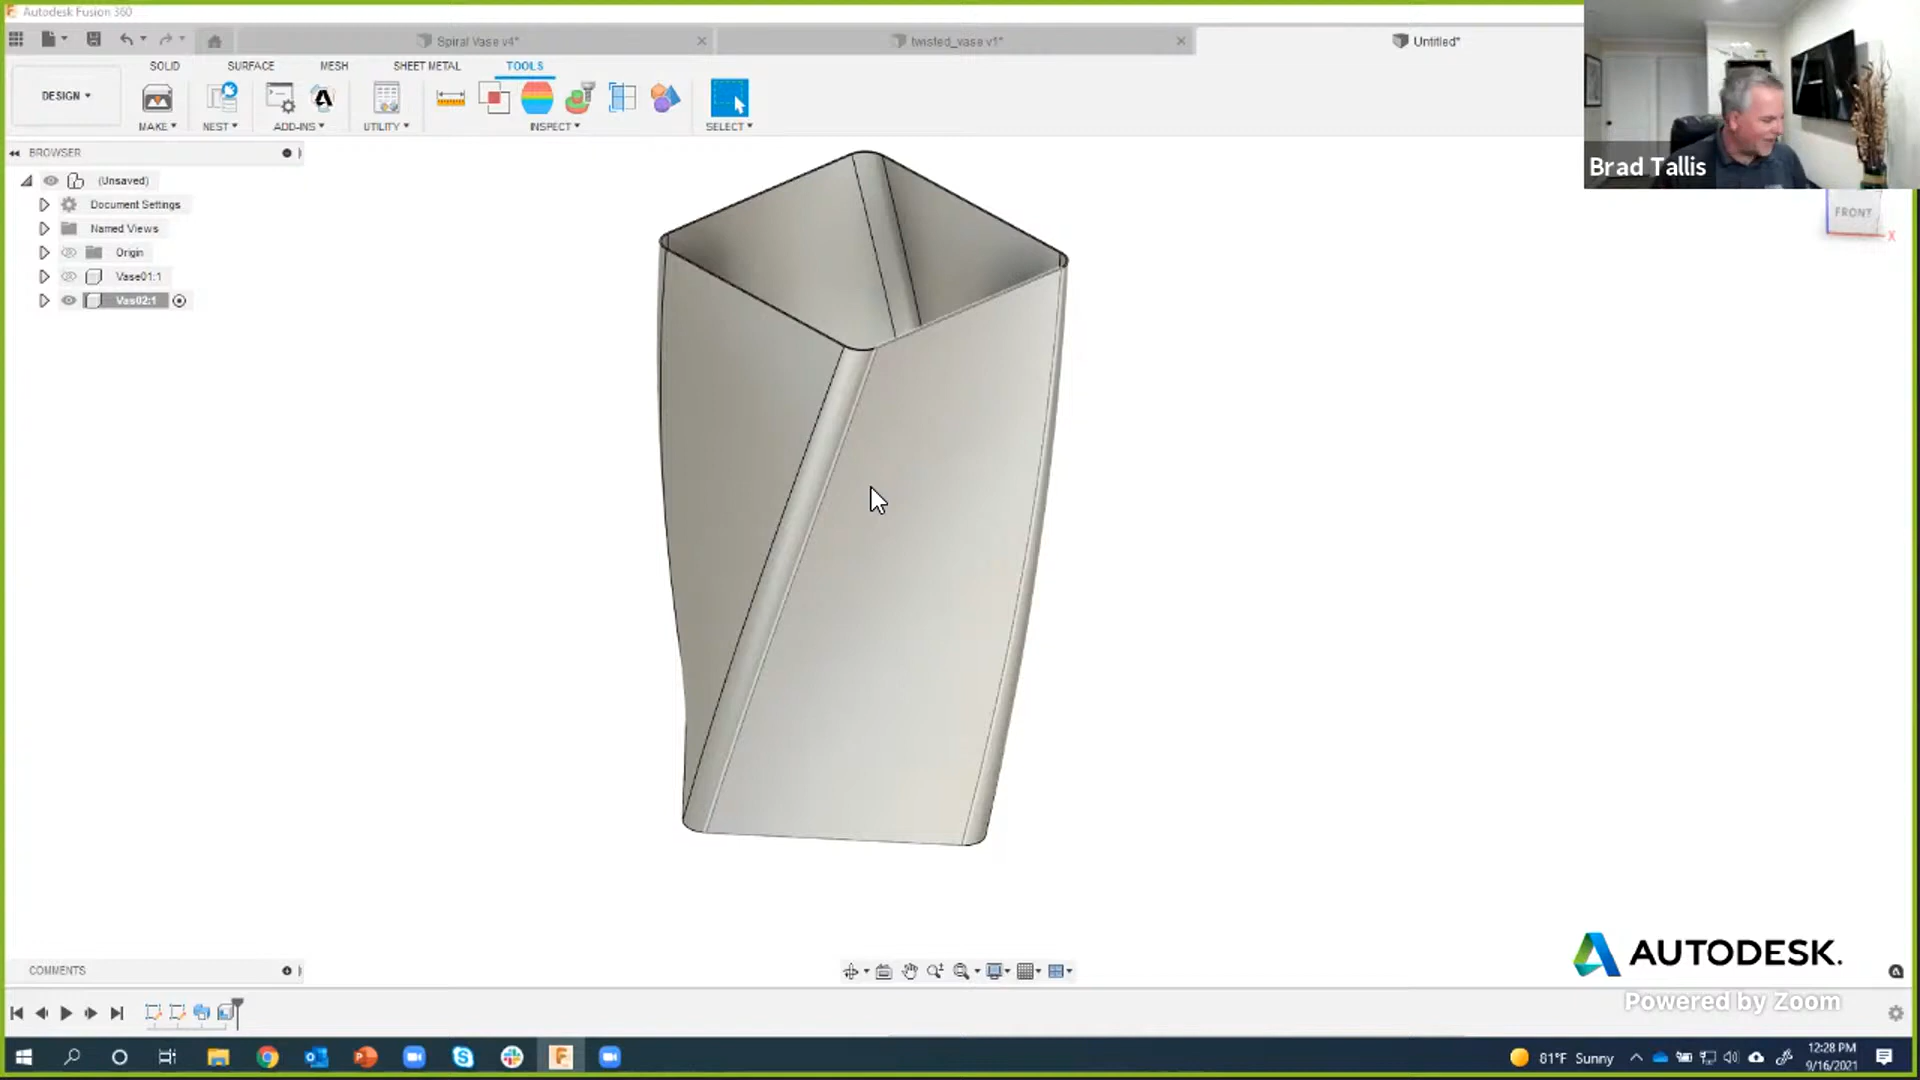 Autodesk Fusion 360
Spiral Vase v4*
twisted_vase v1*
Untitled*
SOLID
SURFACE
MESH
SHEET METAL
TOOLS
DESIGN
MAKE
NEST
ADD-INS
UTILITY
INSPECT
SELECT
Brad Tallis
FRONT
X
BROWSER
(Unsaved)
Document Settings
Named Views
Origin
Vase01:1
Vas02:1
AUTODESK.
Powered by Zoom
COMMENTS
81°F Sunny
12:28 PM
9/16/2021